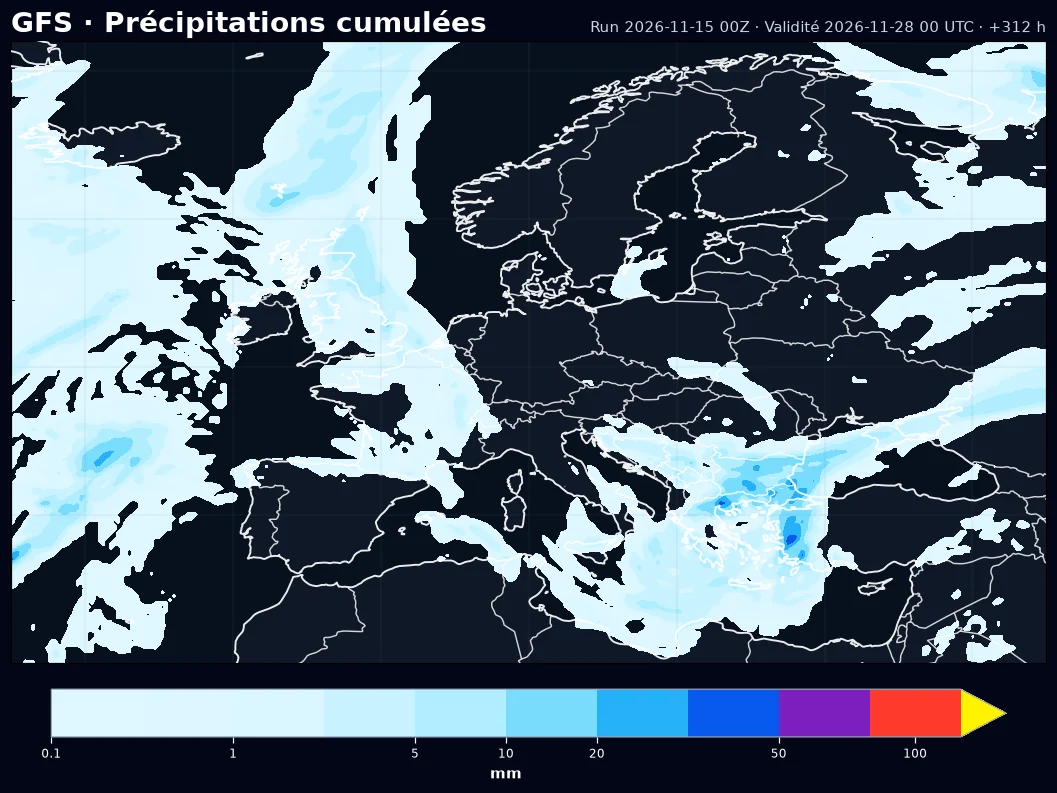 GFS · Précipitations cumulées
Run 2026-11-15 00Z · Validité 2026-11-28 00 UTC · +312 h
0.1 1 5 10 20 50 100
mm